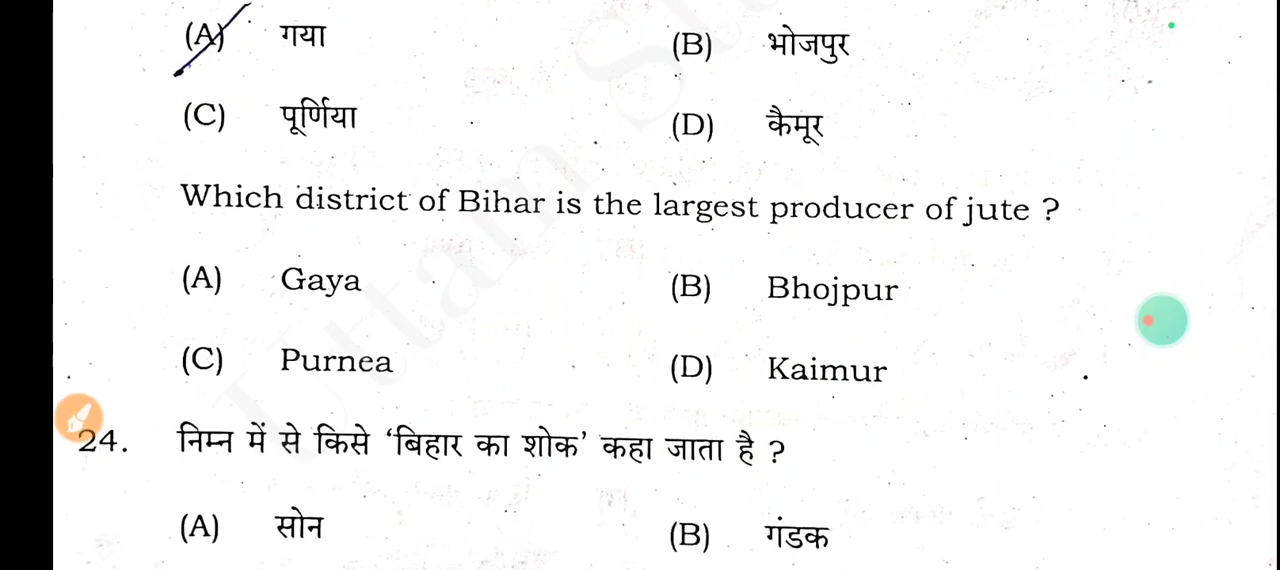 (A) गया (B) भोजपुर
(C) पूर्णिया (D) कैमूर
Which district of Bihar is the largest producer of jute ?
(A) Gaya (B) Bhojpur
(C) Purnea (D) Kaimur
24. निम्न में से किसे ‘बिहार का शोक’ कहा जाता है ?
(A) सोन (B) गंडक